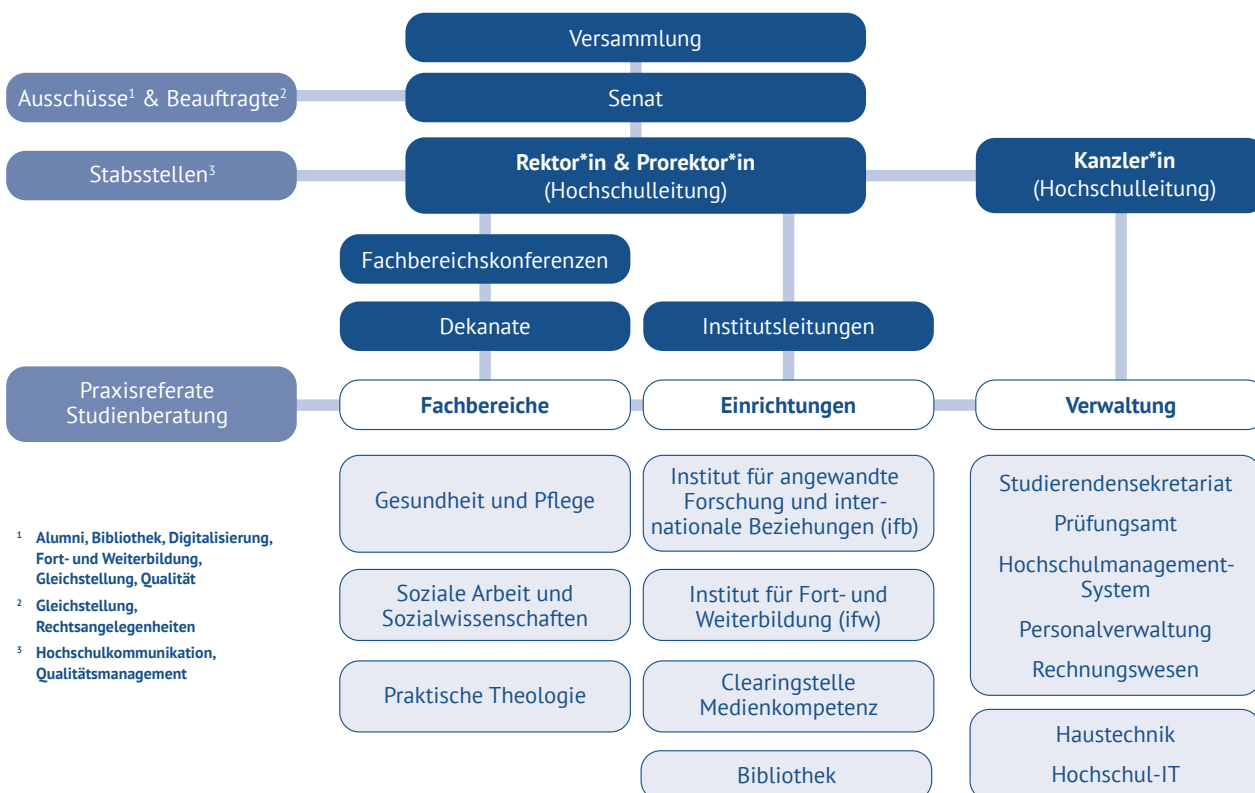 Versammlung
Ausschüsse¹ & Beauftragte²
Senat
Stabsstellen³
Rektor*in & Prorektor*in
(Hochschulleitung)
Kanzler*in
(Hochschulleitung)
Fachbereichskonferenzen
Dekanate
Institutsleitungen
Praxisreferate
Studienberatung
Fachbereiche
Einrichtungen
Verwaltung
Gesundheit und Pflege
Soziale Arbeit und
Sozialwissenschaften
Praktische Theologie
Institut für angewandte
Forschung und inter-
nationale Beziehungen (ifb)
Institut für Fort- und
Weiterbildung (ifw)
Clearingstelle
Medienkompetenz
Bibliothek
Studierendensekretariat
Prüfungsamt
Hochschulmanagement-
System
Personalverwaltung
Rechnungswesen
Haustechnik
Hochschul-IT
¹ Alumni, Bibliothek, Digitalisierung,
Fort- und Weiterbildung,
Gleichstellung, Qualität
² Gleichstellung,
Rechtsangelegenheiten
³ Hochschulkommunikation,
Qualitätsmanagement